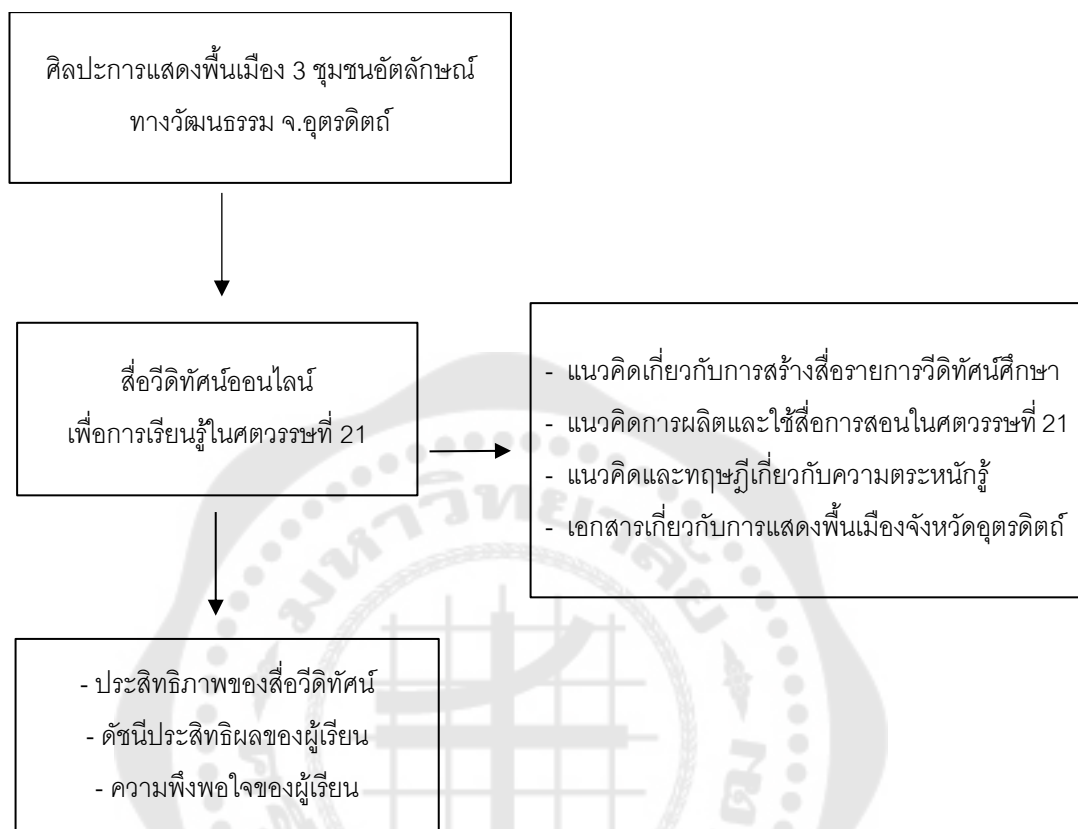 ศิลปะการแสดงพื้นเมือง 3 ชุมชนอัตลักษณ์
ทางวัฒนธรรม จ.อุตรดิตถ์
สื่อวีดิทัศน์ออนไลน์
เพื่อการเรียนรู้ในศตวรรษที่ 21
- แนวคิดเกี่ยวกับการสร้างสื่อรายการวีดิทัศน์ศึกษา
- แนวคิดการผลิตและใช้สื่อการสอนในศตวรรษที่ 21
- แนวคิดและทฤษฎีเกี่ยวกับความตระหนักรู้
- เอกสารเกี่ยวกับการแสดงพื้นเมืองจังหวัดอุตรดิตถ์
- ประสิทธิภาพของสื่อวีดิทัศน์
- ดัชนีประสิทธิผลของผู้เรียน
- ความพึงพอใจของผู้เรียน
มหาวิทยาลัย